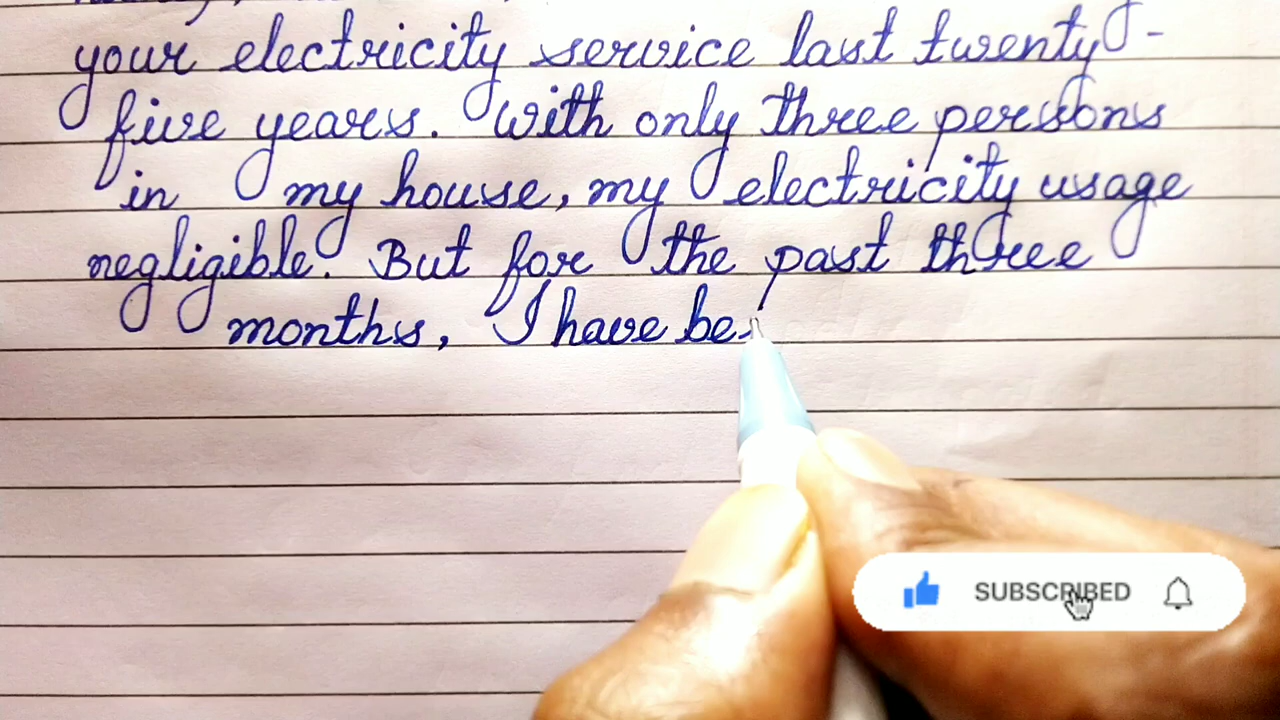 your electricity service last twenty-
five years. With only three persons
in my house, my electricity usage
negligible. But for the past three
months, I have be
SUBSCRIBED